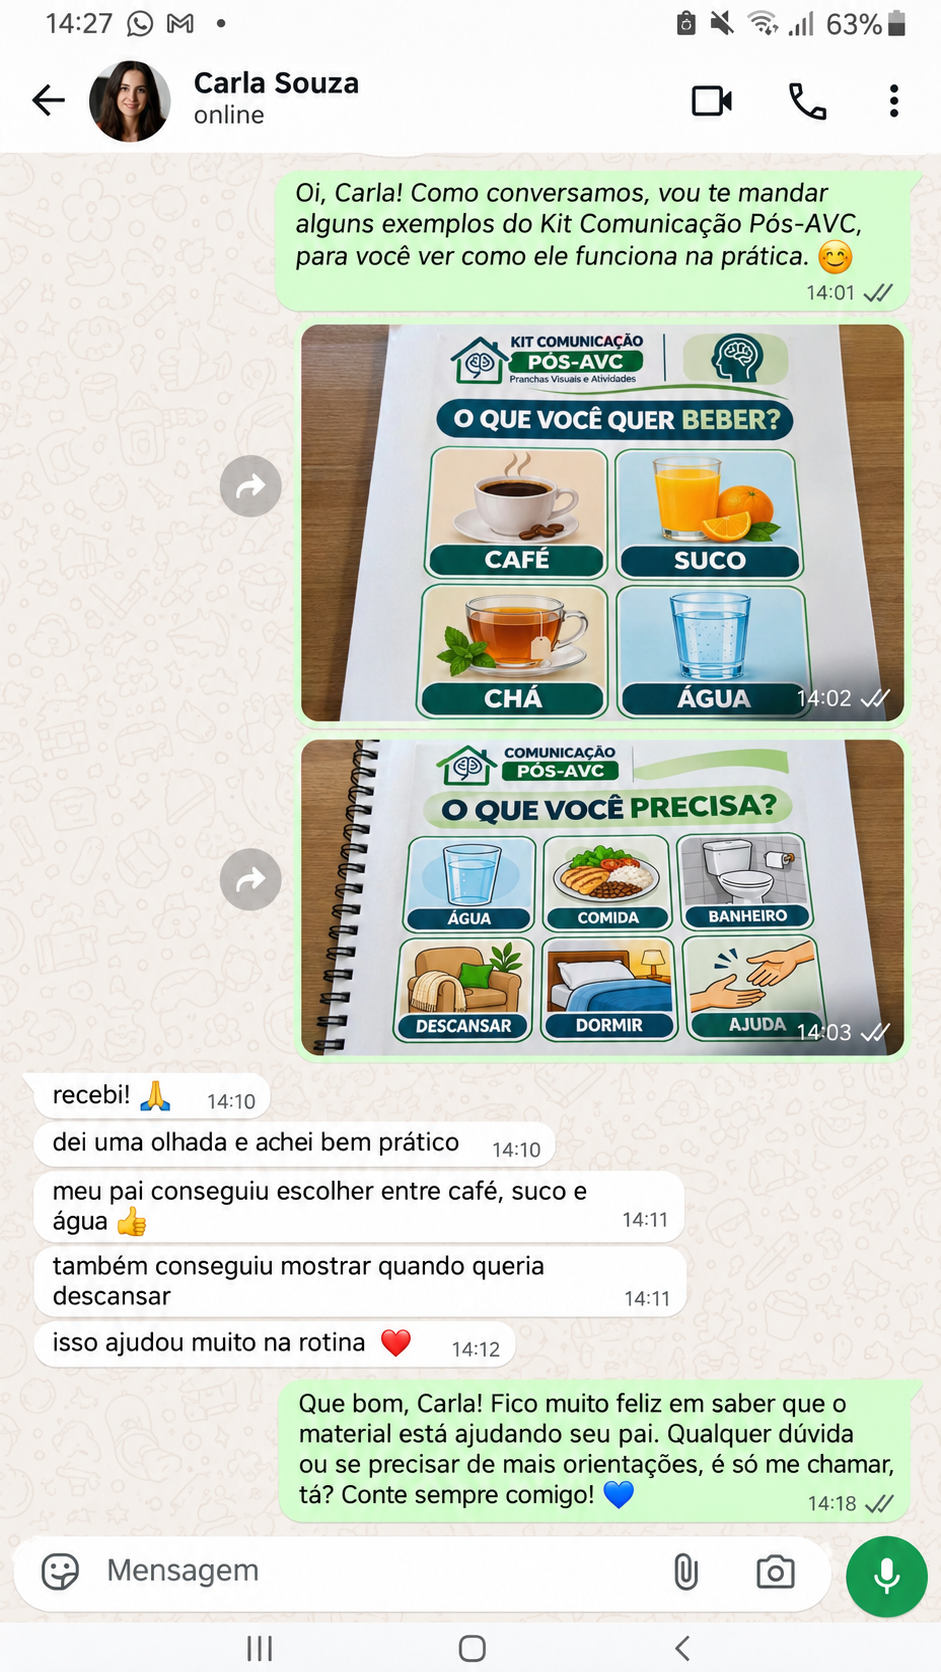 14:27
63%
Carla Souza
online
Oi, Carla! Como conversamos, vou te mandar
alguns exemplos do Kit Comunicação Pós-AVC,
para você ver como ele funciona na prática. 😊
14:01
KIT COMUNICAÇÃO
PÓS-AVC
Pranchas Visuais e Atividades
O QUE VOCÊ QUER BEBER?
CAFÉ
SUCO
CHÁ
ÁGUA
14:02
COMUNICAÇÃO
PÓS-AVC
O QUE VOCÊ PRECISA?
ÁGUA
COMIDA
BANHEIRO
DESCANSAR
DORMIR
AJUDA
14:03
recebi! 🙏 14:10
dei uma olhada e achei bem prático 14:10
meu pai conseguiu escolher entre café, suco e
água 👍 14:11
também conseguiu mostrar quando queria
descansar 14:11
isso ajudou muito na rotina ❤️ 14:12
Que bom, Carla! Fico muito feliz em saber que o
material está ajudando seu pai. Qualquer dúvida
ou se precisar de mais orientações, é só me chamar,
tá? Conte sempre comigo! 💙 14:18
Mensagem